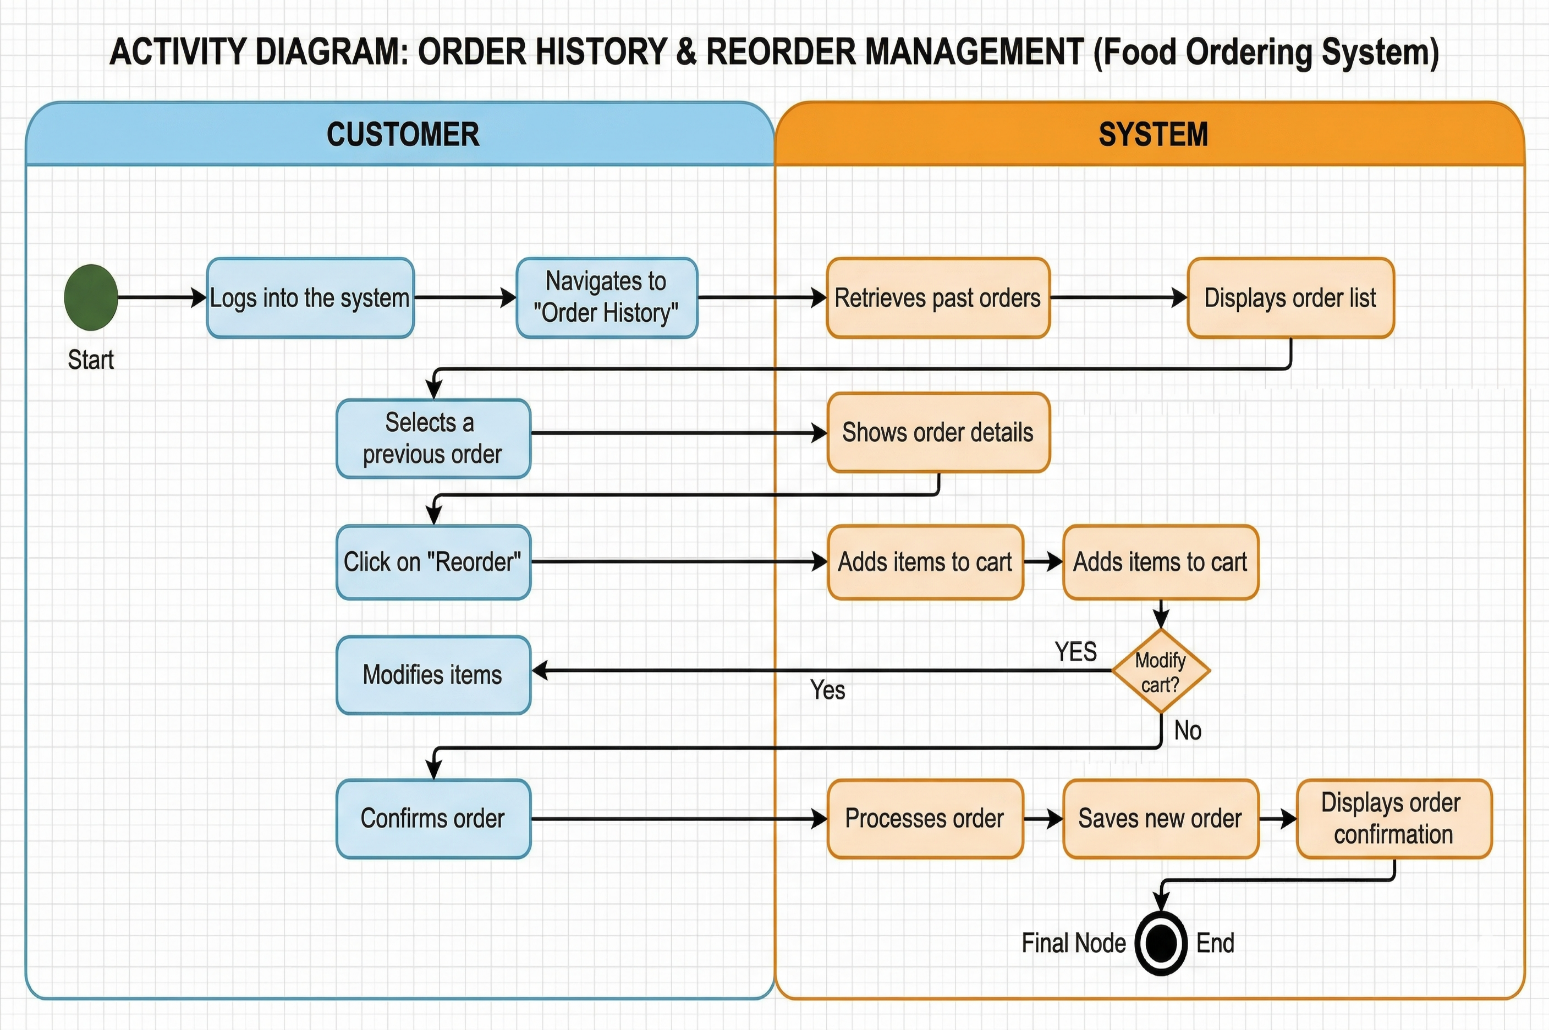 ACTIVITY DIAGRAM: ORDER HISTORY & REORDER MANAGEMENT (Food Ordering System)
CUSTOMER
SYSTEM
Start
Logs into the system
Navigates to
"Order History"
Retrieves past orders
Displays order list
Selects a
previous order
Shows order details
Click on "Reorder"
Adds items to cart
Adds items to cart
Modify
cart?
YES
Yes
Modifies items
No
Confirms order
Processes order
Saves new order
Displays order
confirmation
Final Node
End